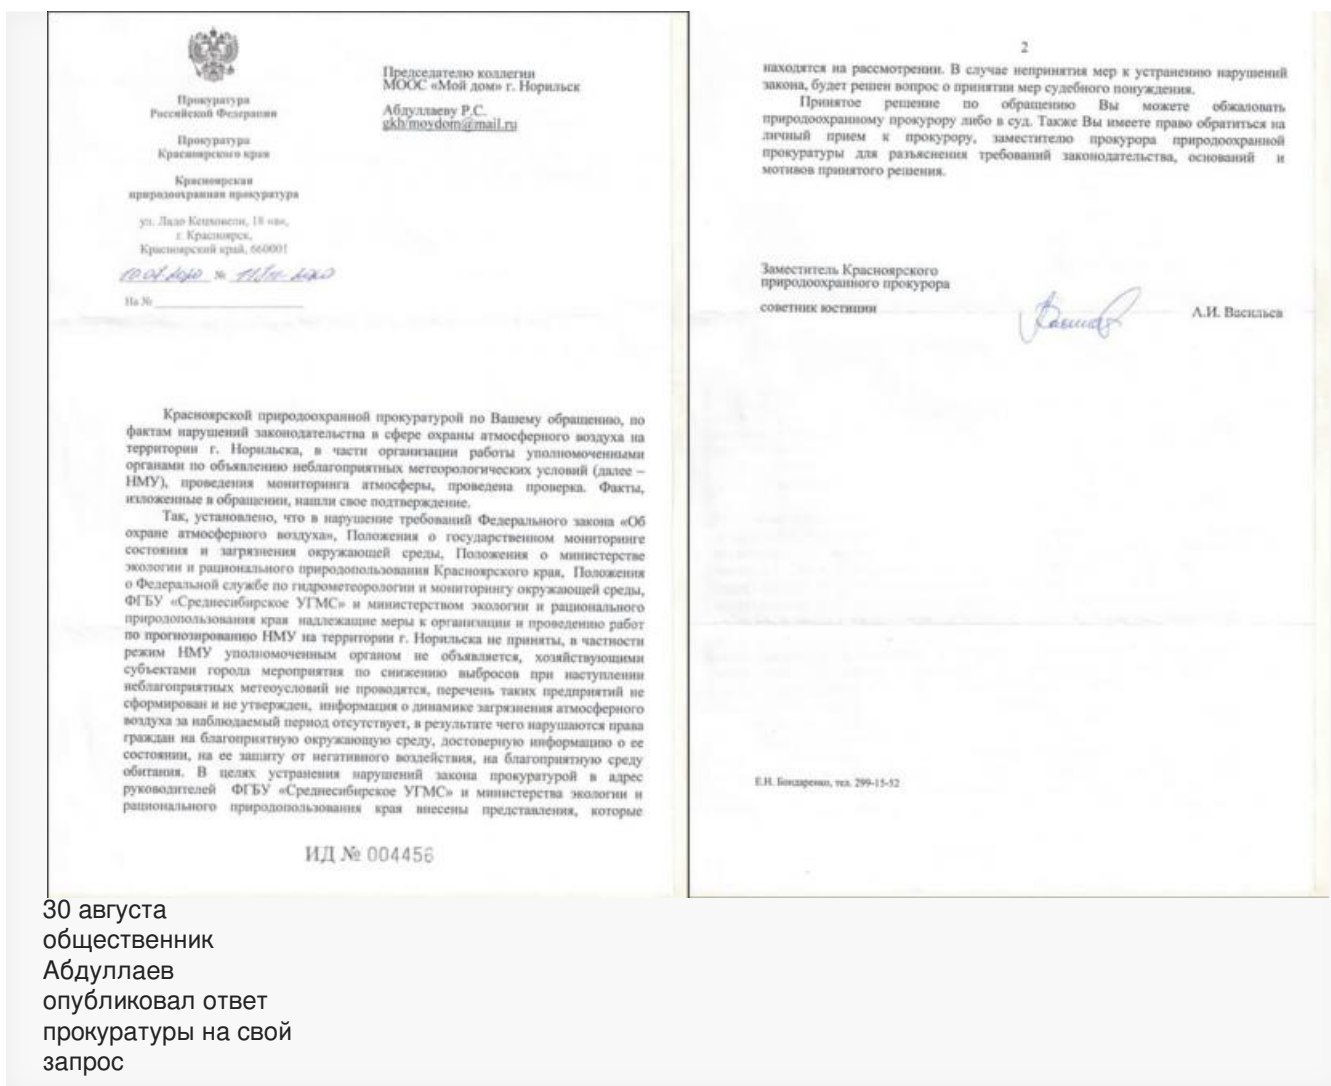 Прокуратура
Российской Федерации
Прокуратура
Красноярского края
Красноярская
природоохранная прокуратура
ул. Ладо Кецховели, 18 «а»,
г. Красноярск,
Красноярский край, 660001
№
На №
Председателю коллегии
МООС «Мой дом» г. Норильск
Абдуллаеву Р.С.
gkh/moydom@mail.ru
Красноярской природоохранной прокуратурой по Вашему обращению, по
фактам нарушений законодательства в сфере охраны атмосферного воздуха на
территории г. Норильска, в части организации работы уполномоченными
органами по объявлению неблагоприятных метеорологических условий (далее –
НМУ), проведения мониторинга атмосферы, проведена проверка. Факты,
изложенные в обращении, нашли свое подтверждение.
Так, установлено, что в нарушение требований Федерального закона «Об
охране атмосферного воздуха», Положения о государственном мониторинге
состояния и загрязнения окружающей среды, Положения о министерстве
экологии и рационального природопользования Красноярского края, Положения
о Федеральной службе по гидрометеорологии и мониторингу окружающей среды,
ФГБУ «Среднесибирское УГМС» и министерством экологии и рационального
природопользования края надлежащие меры к организации и проведению работ
по прогнозированию НМУ на территории г. Норильска не приняты, в частности
режим НМУ уполномоченным органом не объявляется, хозяйствующими
субъектами города мероприятия по снижению выбросов при наступлении
неблагоприятных метеоусловий не проводятся, перечень таких предприятий не
сформирован и не утвержден, информация о динамике загрязнения атмосферного
воздуха за наблюдаемый период отсутствует, в результате чего нарушаются права
граждан на благоприятную окружающую среду, достоверную информацию о ее
состоянии, на ее защиту от негативного воздействия, на благоприятную среду
обитания. В целях устранения нарушений закона прокуратурой в адрес
руководителей ФГБУ «Среднесибирское УГМС» и министерства экологии и
рационального природопользования края внесены представления, которые
ИД № 004456
2
находятся на рассмотрении. В случае непринятия мер к устранению нарушений
закона, будет решен вопрос о принятии мер судебного понуждения.
Принятое решение по обращению Вы можете обжаловать
природоохранному прокурору либо в суд. Также Вы имеете право обратиться на
личный прием к прокурору, заместителю прокурора природоохранной
прокуратуры для разъяснения требований законодательства, оснований и
мотивов принятого решения.
Заместитель Красноярского
природоохранного прокурора
советник юстиции
А.И. Васильев
Е.Н. Бондаренко, тел. 299-15-52
30 августа
общественник
Абдуллаев
опубликовал ответ
прокуратуры на свой
запрос